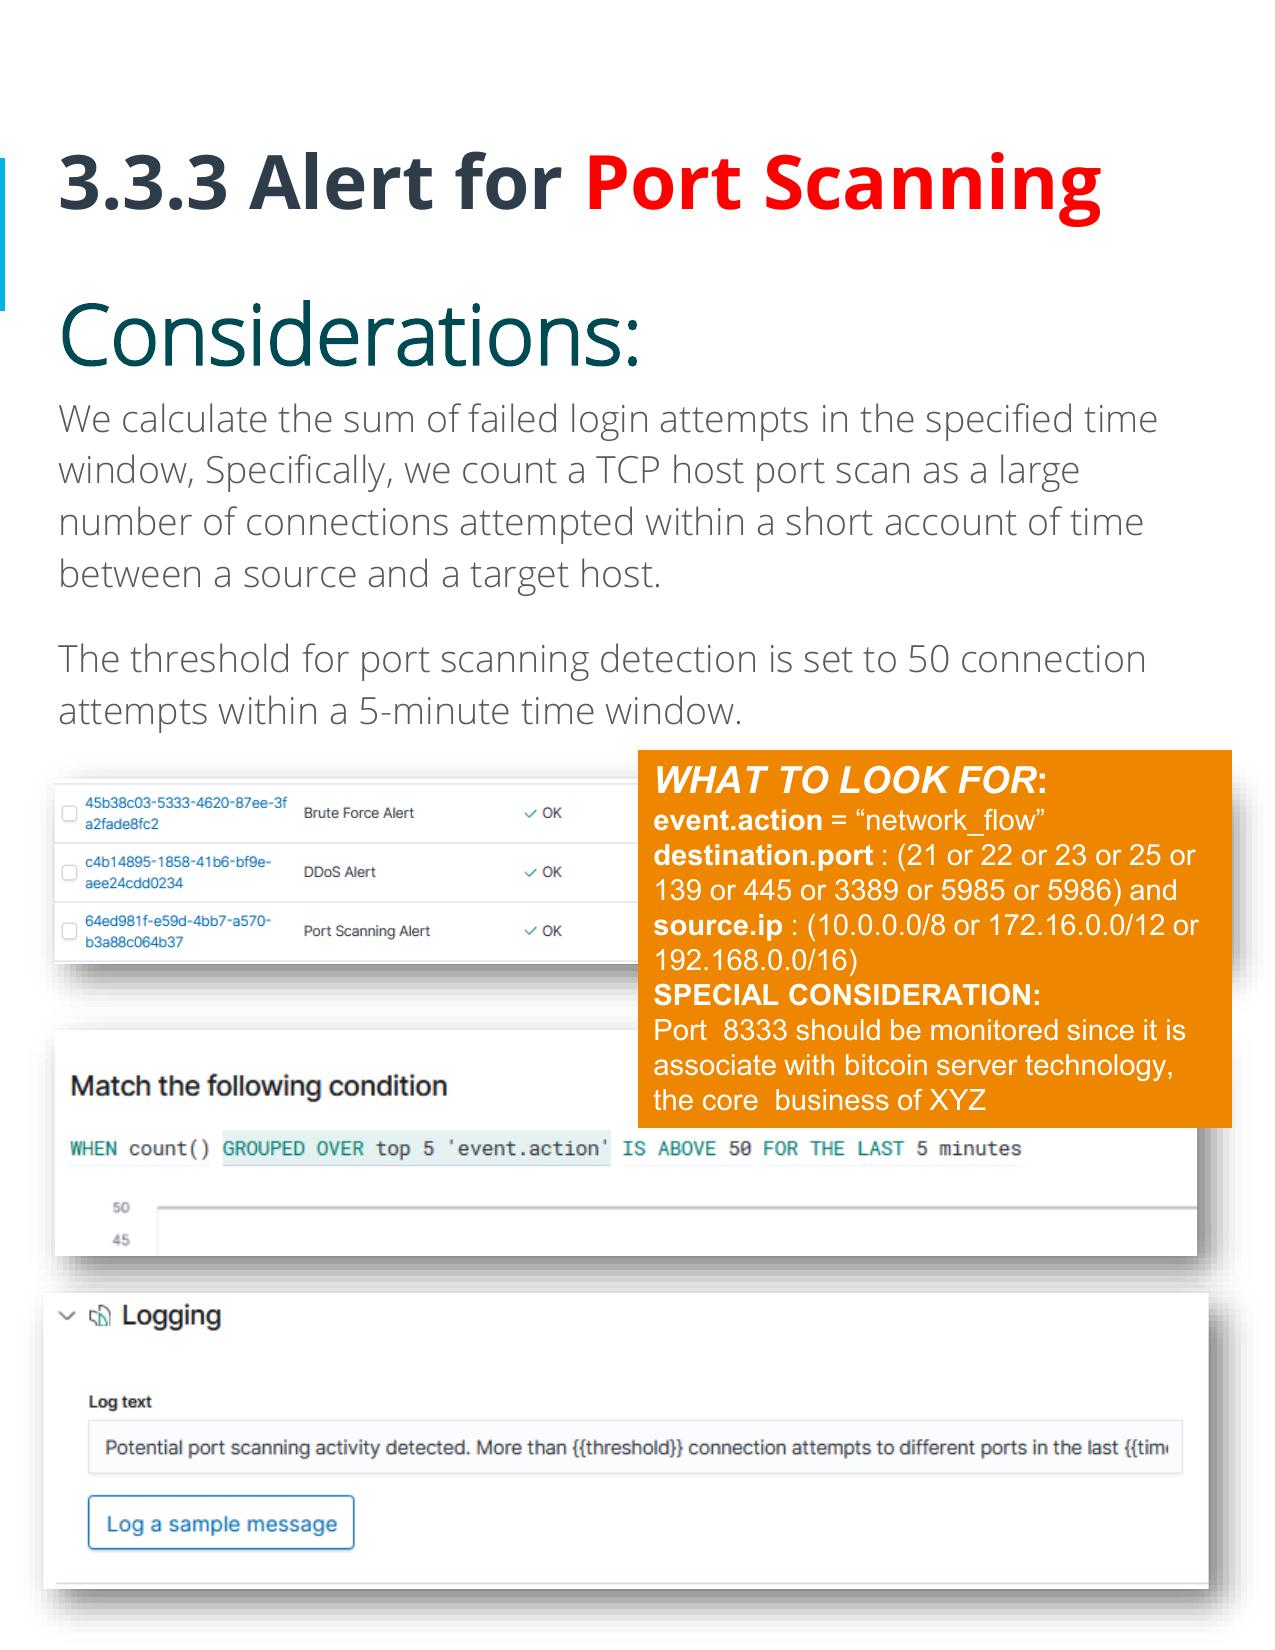 3.3.3 Alert for Port Scanning
Considerations:
We calculate the sum of failed login attempts in the specified time
window, Specifically, we count a TCP host port scan as a large
number of connections attempted within a short account of time
between a source and a target host.
The threshold for port scanning detection is set to 50 connection
attempts within a 5-minute time window.
45b38c03-5333-4620-87ee-3f
a2fade8fc2
Brute Force Alert
OK
c4b14895-1858-41b6-bf9e-
aee24cdd0234
DDoS Alert
OK
64ed981f-e59d-4bb7-a570-
b3a88c064b37
Port Scanning Alert
OK
WHAT TO LOOK FOR:
event.action = “network_flow”
destination.port : (21 or 22 or 23 or 25 or
139 or 445 or 3389 or 5985 or 5986) and
source.ip : (10.0.0.0/8 or 172.16.0.0/12 or
192.168.0.0/16)
SPECIAL CONSIDERATION:
Port  8333 should be monitored since it is
associate with bitcoin server technology,
the core  business of XYZ
Match the following condition
WHEN count() GROUPED OVER top 5 'event.action' IS ABOVE 50 FOR THE LAST 5 minutes
50
45
Logging
Log text
Potential port scanning activity detected. More than {{threshold}} connection attempts to different ports in the last {{tim
Log a sample message